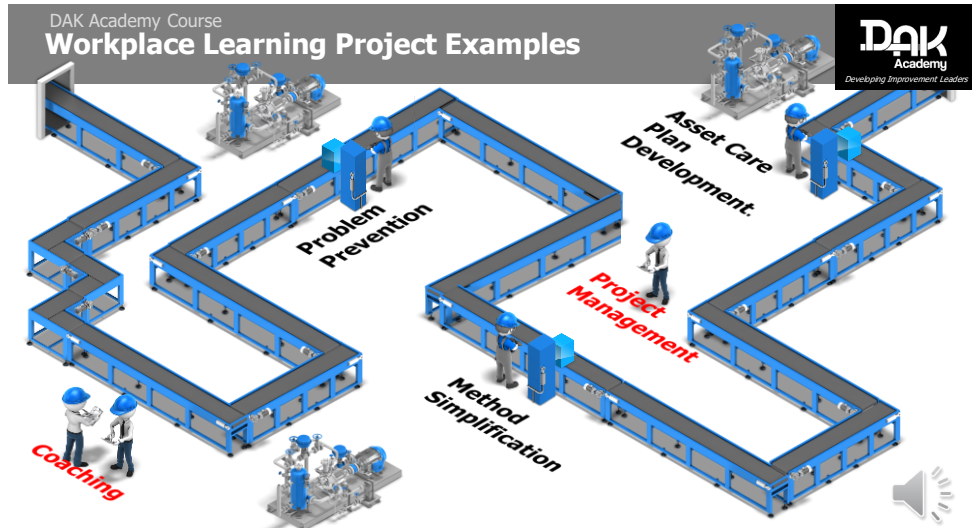 DAK Academy Course
Workplace Learning Project Examples
DAK
Academy
Developing Improvement Leaders
Asset Care
Plan
Development.
Problem
Prevention
Project
Management
Method
Simplification
Coaching